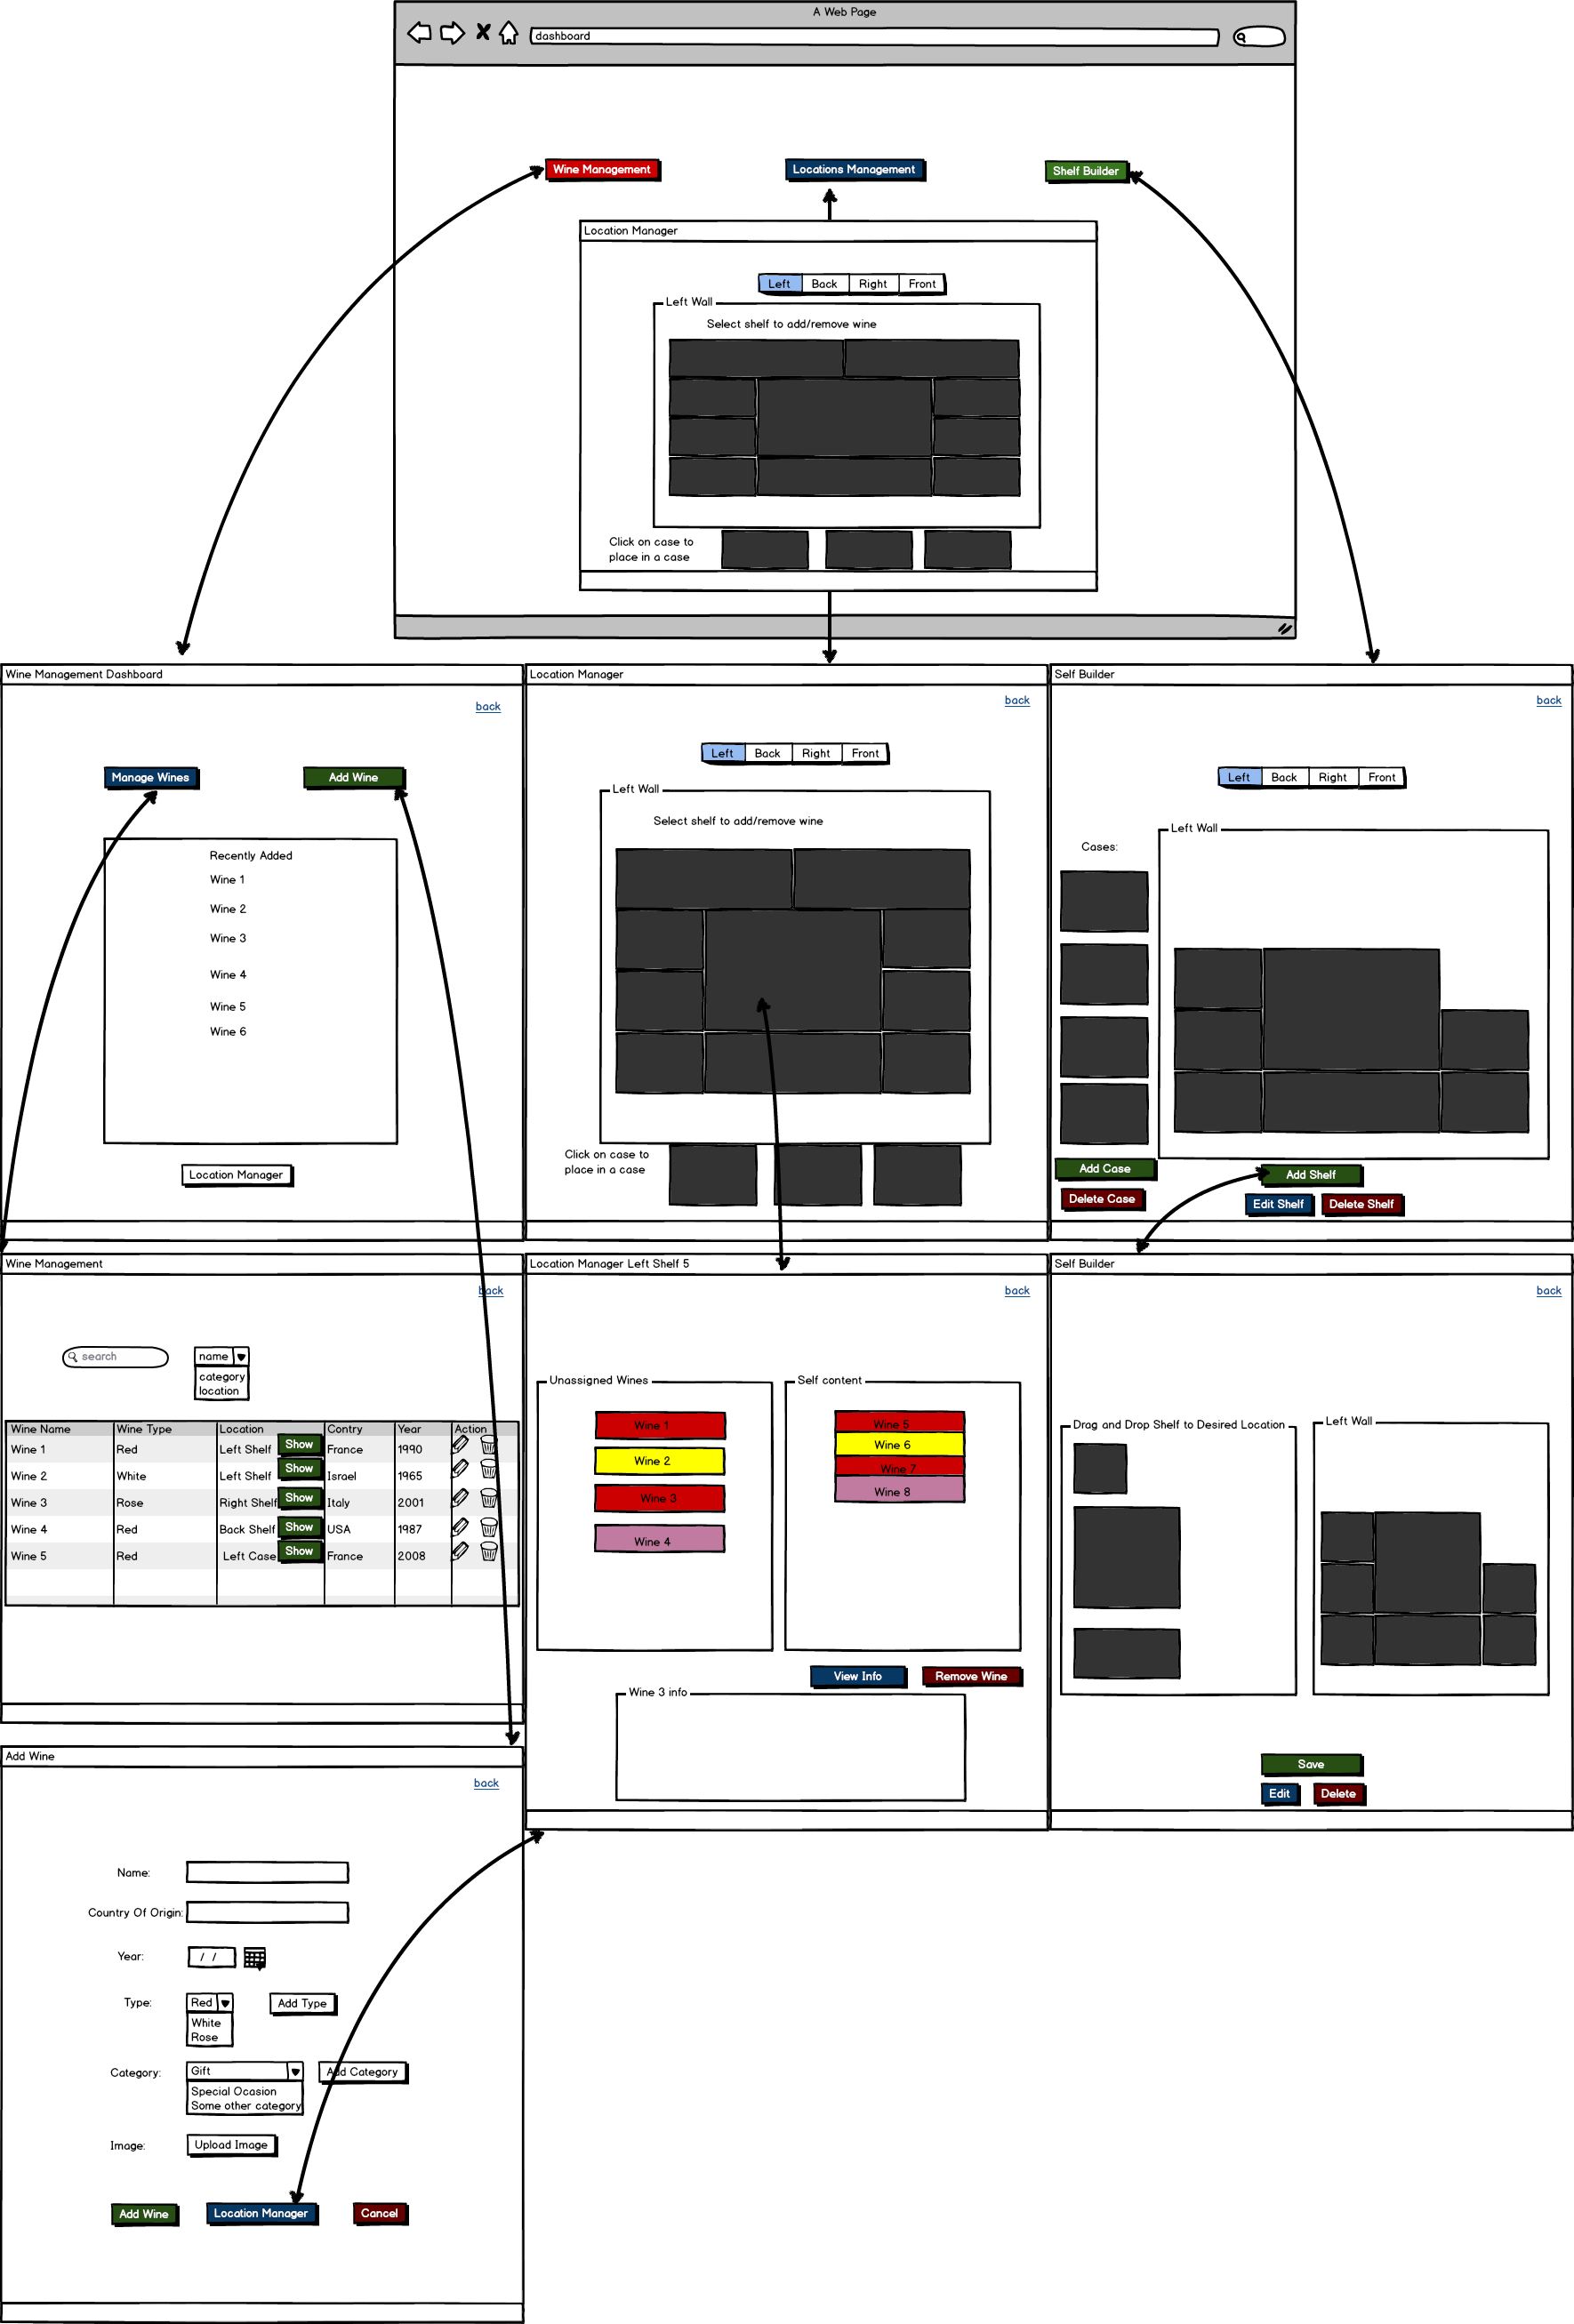 A Web Page
dashboard
Wine Management
Locations Management
Shelf Builder
Location Manager
Left Back Right Front
Left Wall
Select shelf to add/remove wine
Click on case to
place in a case
Wine Management Dashboard
back
Manage Wines
Add Wine
Recently Added
Wine 1
Wine 2
Wine 3
Wine 4
Wine 5
Wine 6
Location Manager
Location Manager
back
Left Back Right Front
Left Wall
Select shelf to add/remove wine
Click on case to
place in a case
Self Builder
back
Left Back Right Front
Left Wall
Cases:
Add Case
Delete Case
Add Shelf
Edit Shelf
Delete Shelf
Wine Management
back
search
name
category
location
Wine Name Wine Type Location Contry Year Action
Wine 1 Red Left Shelf Show France 1990
Wine 2 White Left Shelf Show Israel 1965
Wine 3 Rose Right Shelf Show Italy 2001
Wine 4 Red Back Shelf Show USA 1987
Wine 5 Red Left Case Show France 2008
Location Manager Left Shelf 5
back
Unassigned Wines
Wine 1
Wine 2
Wine 3
Wine 4
Self content
Wine 5
Wine 6
Wine 7
Wine 8
View Info
Remove Wine
Wine 3 info
Self Builder
back
Drag and Drop Shelf to Desired Location
Left Wall
Save
Edit
Delete
Add Wine
back
Name:
Country Of Origin:
Year:
/ /
Type:
Red
White
Rose
Add Type
Category:
Gift
Special Ocasion
Some other category
Add Category
Image:
Upload Image
Add Wine
Location Manager
Cancel